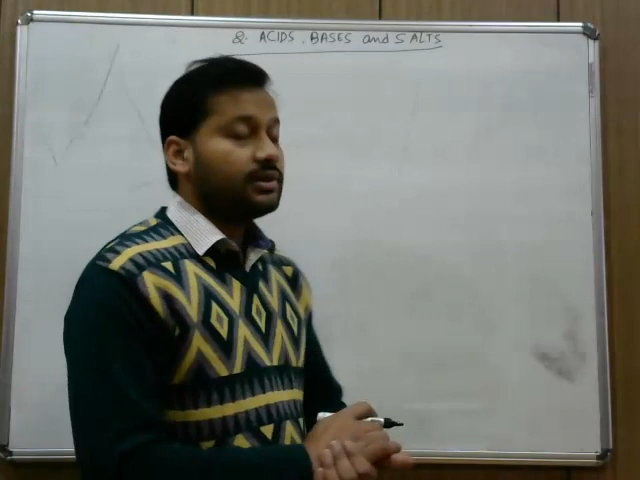 2. ACIDS, BASES and SALTS